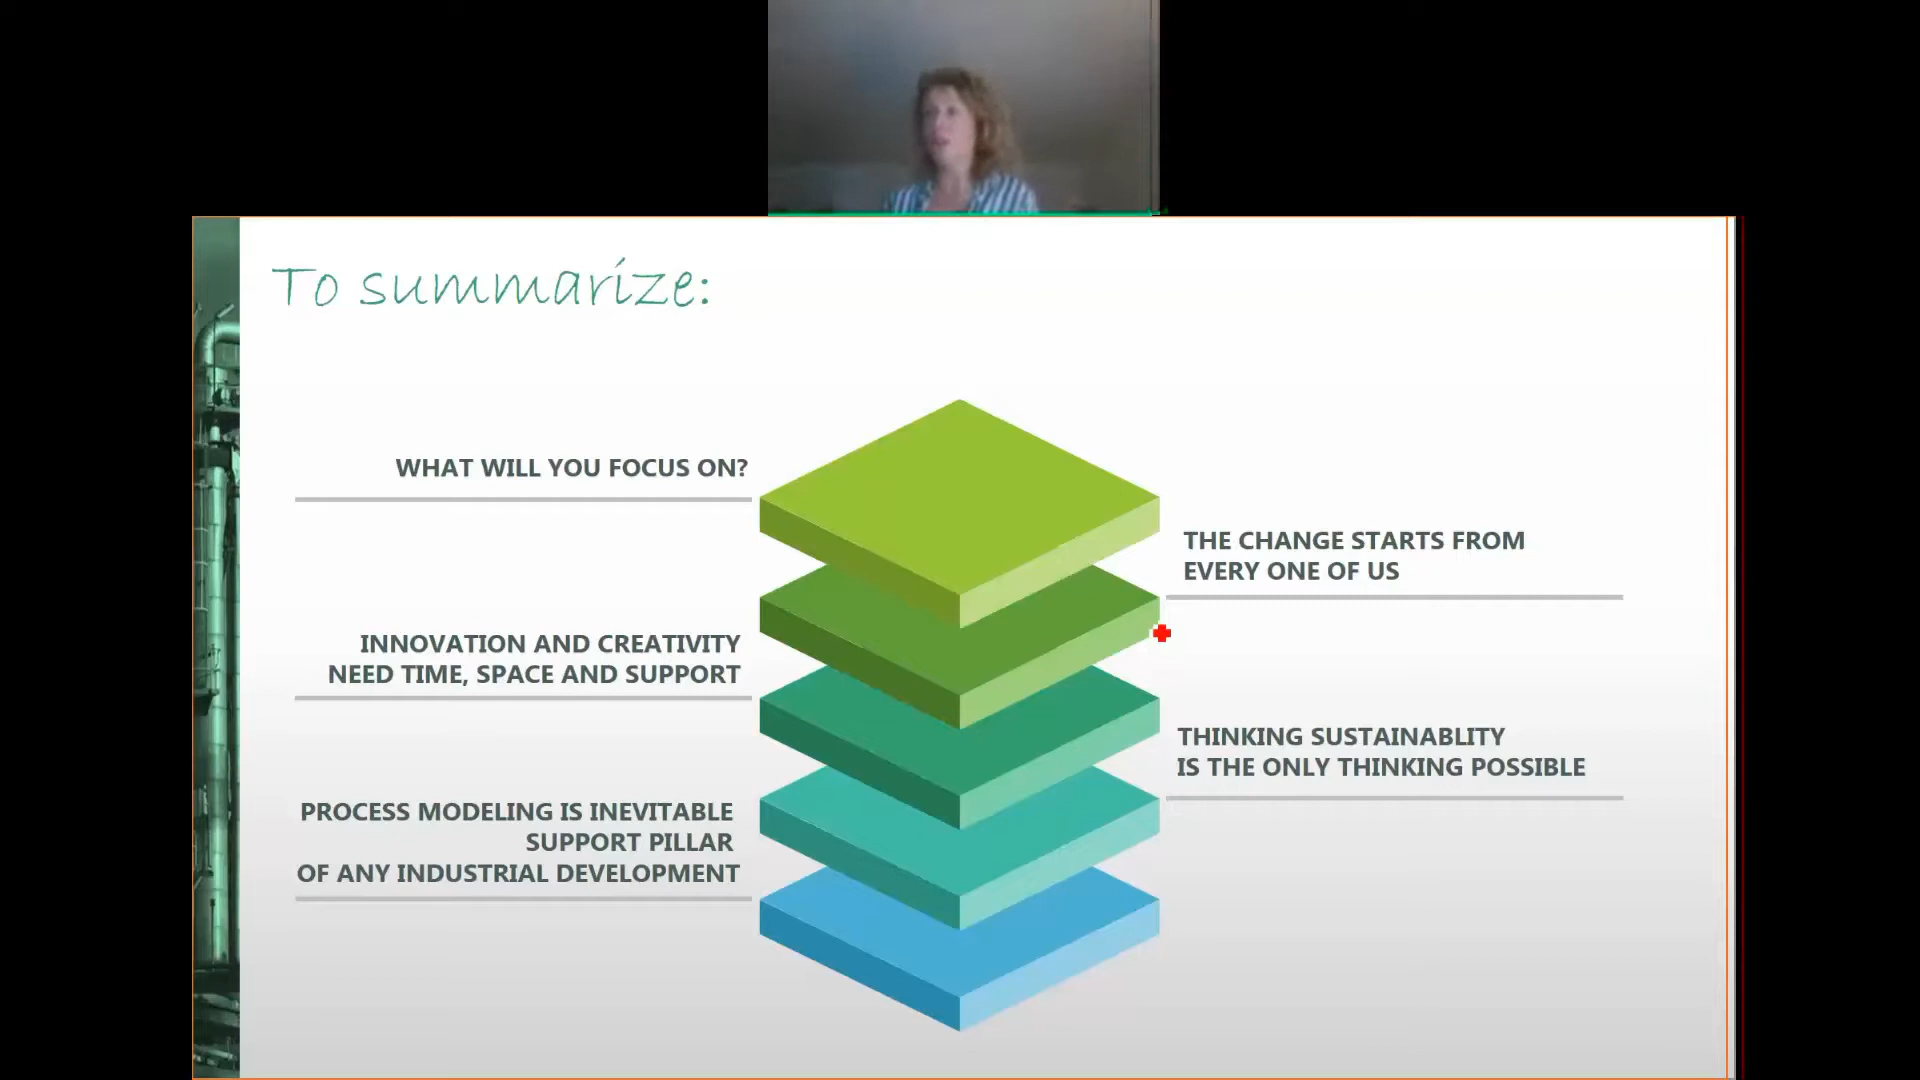 To summarize:
WHAT WILL YOU FOCUS ON?
THE CHANGE STARTS FROM
EVERY ONE OF US
INNOVATION AND CREATIVITY
NEED TIME, SPACE AND SUPPORT
THINKING SUSTAINABLITY
IS THE ONLY THINKING POSSIBLE
PROCESS MODELING IS INEVITABLE
SUPPORT PILLAR
OF ANY INDUSTRIAL DEVELOPMENT